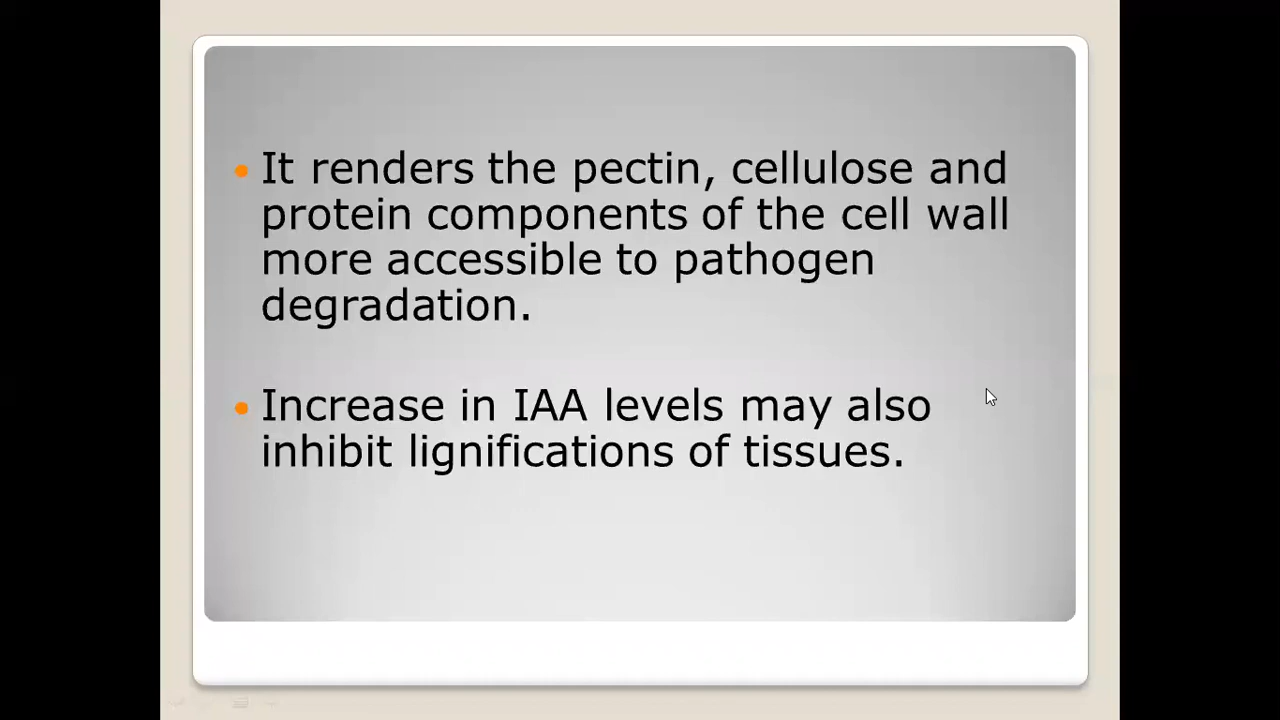 It renders the pectin, cellulose and
protein components of the cell wall
more accessible to pathogen
degradation.
Increase in IAA levels may also
inhibit lignifications of tissues.